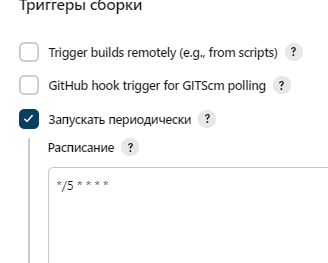 Триггеры сборки
Trigger builds remotely (e.g., from scripts) ?
GitHub hook trigger for GITScm polling ?
Запускать периодически ?
Расписание ?
*/5 * * * *